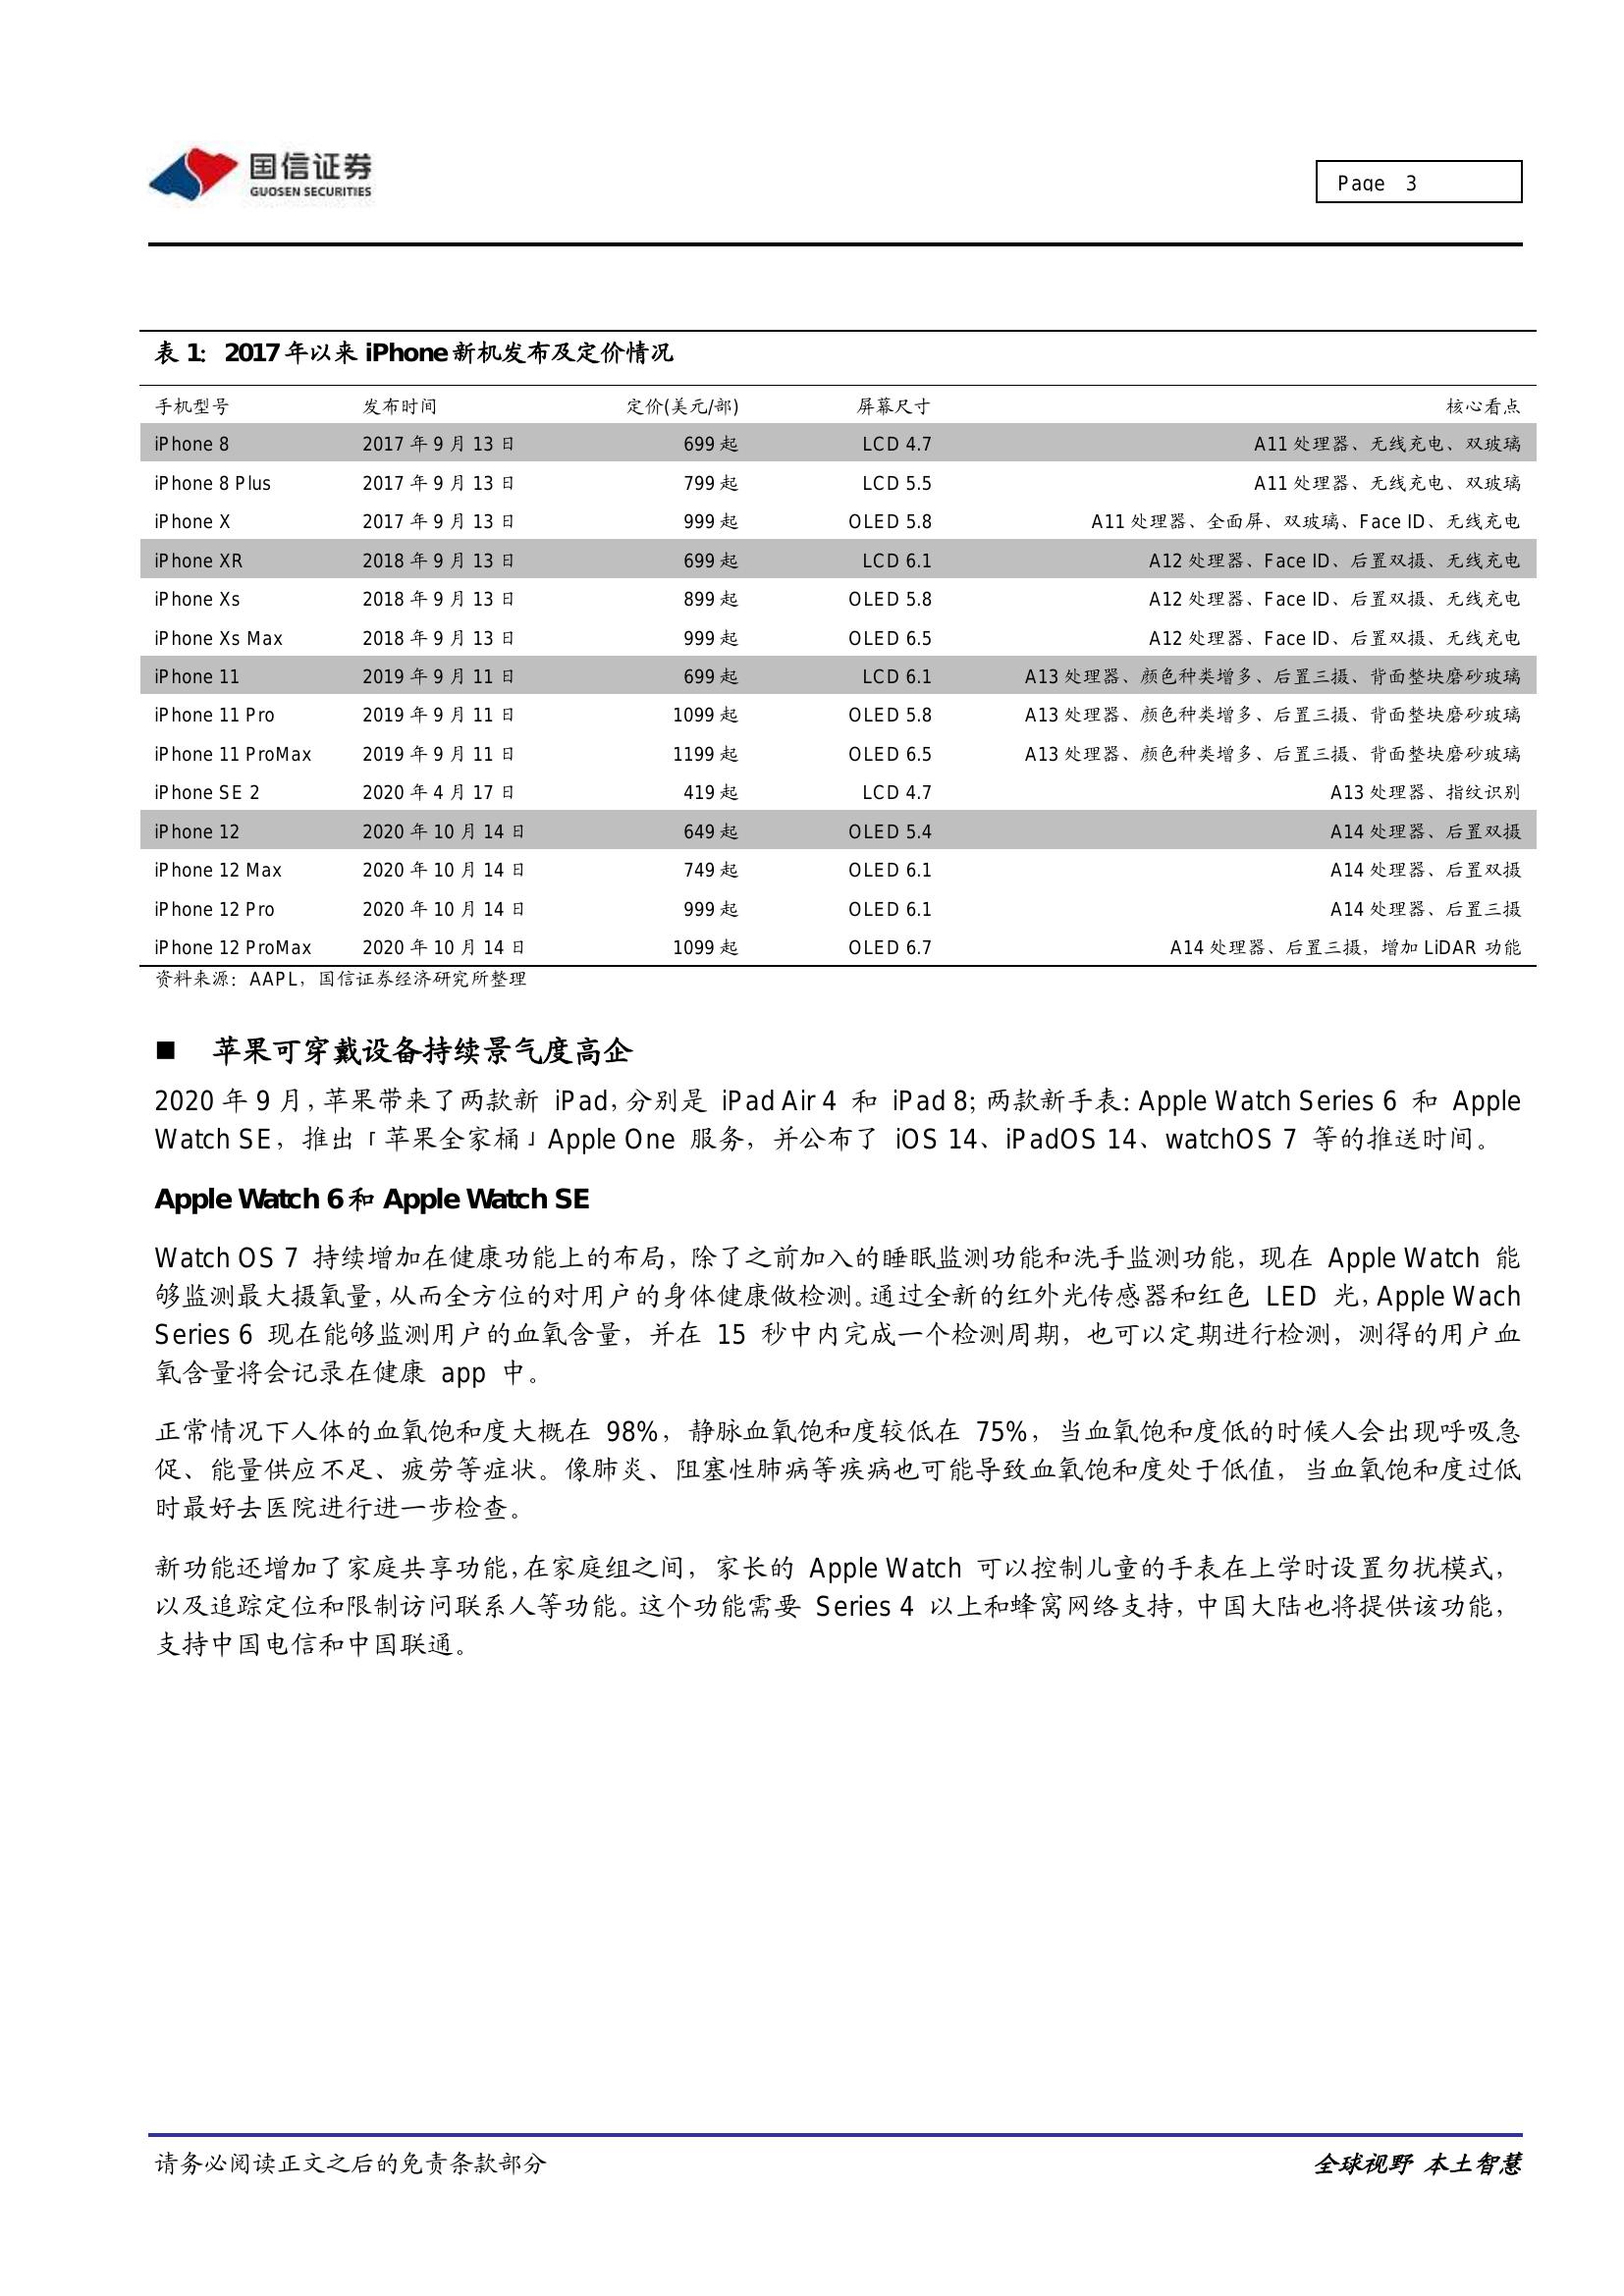 国信证券
GUOSEN SECURITIES
Page 3
表 1: 2017 年以来 iPhone 新机发布及定价情况
手机型号 发布时间 定价(美元/部) 屏幕尺寸 核心看点
iPhone 8 2017 年 9 月 13 日 699 起 LCD 4.7 A11 处理器、无线充电、双玻璃
iPhone 8 Plus 2017 年 9 月 13 日 799 起 LCD 5.5 A11 处理器、无线充电、双玻璃
iPhone X 2017 年 9 月 13 日 999 起 OLED 5.8 A11 处理器、全面屏、双玻璃、Face ID、无线充电
iPhone XR 2018 年 9 月 13 日 699 起 LCD 6.1 A12 处理器、Face ID、后置双摄、无线充电
iPhone Xs 2018 年 9 月 13 日 899 起 OLED 5.8 A12 处理器、Face ID、后置双摄、无线充电
iPhone Xs Max 2018 年 9 月 13 日 999 起 OLED 6.5 A12 处理器、Face ID、后置双摄、无线充电
iPhone 11 2019 年 9 月 11 日 699 起 LCD 6.1 A13 处理器、颜色种类增多、后置三摄、背面整块磨砂玻璃
iPhone 11 Pro 2019 年 9 月 11 日 1099 起 OLED 5.8 A13 处理器、颜色种类增多、后置三摄、背面整块磨砂玻璃
iPhone 11 ProMax 2019 年 9 月 11 日 1199 起 OLED 6.5 A13 处理器、颜色种类增多、后置三摄、背面整块磨砂玻璃
iPhone SE 2 2020 年 4 月 17 日 419 起 LCD 4.7 A13 处理器、指纹识别
iPhone 12 2020 年 10 月 14 日 649 起 OLED 5.4 A14 处理器、后置双摄
iPhone 12 Max 2020 年 10 月 14 日 749 起 OLED 6.1 A14 处理器、后置双摄
iPhone 12 Pro 2020 年 10 月 14 日 999 起 OLED 6.1 A14 处理器、后置三摄
iPhone 12 ProMax 2020 年 10 月 14 日 1099 起 OLED 6.7 A14 处理器、后置三摄，增加 LiDAR 功能
资料来源：AAPL，国信证券经济研究所整理
■ 苹果可穿戴设备持续景气度高企
2020 年 9 月，苹果带来了两款新 iPad，分别是 iPad Air 4 和 iPad 8；两款新手表：Apple Watch Series 6 和 Apple
Watch SE，推出「苹果全家桶」Apple One 服务，并公布了 iOS 14、iPadOS 14、watchOS 7 等的推送时间。
Apple Watch 6 和 Apple Watch SE
Watch OS 7 持续增加在健康功能上的布局，除了之前加入的睡眠监测功能和洗手监测功能，现在 Apple Watch 能
够监测最大摄氧量，从而全方位的对用户的身体健康做检测。通过全新的红外光传感器和红色 LED 光，Apple Wach
Series 6 现在能够监测用户的血氧含量，并在 15 秒中内完成一个检测周期，也可以定期进行检测，测得的用户血
氧含量将会记录在健康 app 中。
正常情况下人体的血氧饱和度大概在 98%，静脉血氧饱和度较低在 75%，当血氧饱和度低的时候人会出现呼吸急
促、能量供应不足、疲劳等症状。像肺炎、阻塞性肺病等疾病也可能导致血氧饱和度处于低值，当血氧饱和度过低
时最好去医院进行进一步检查。
新功能还增加了家庭共享功能，在家庭组之间，家长的 Apple Watch 可以控制儿童的手表在上学时设置勿扰模式，
以及追踪定位和限制访问联系人等功能。这个功能需要 Series 4 以上和蜂窝网络支持，中国大陆也将提供该功能，
支持中国电信和中国联通。
请务必阅读正文之后的免责条款部分 全球视野 本土智慧